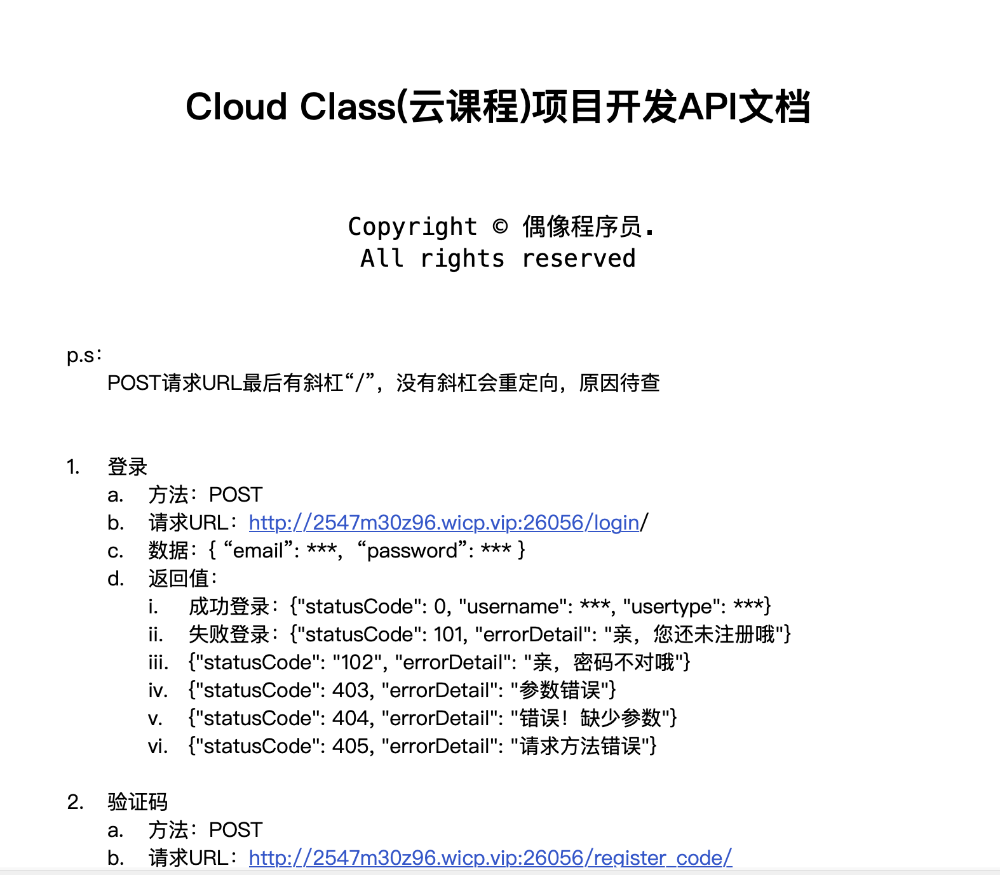 Cloud Class(云课程)项目开发API文档
Copyright © 偶像程序员.
All rights reserved
p.s：
POST请求URL最后有斜杠“/”，没有斜杠会重定向，原因待查
1. 登录
a. 方法：POST
b. 请求URL：http://2547m30z96.wicp.vip:26056/login/
c. 数据：{ “email”: ***，“password”: *** }
d. 返回值：
i. 成功登录：{"statusCode": 0, "username": ***, "usertype": ***}
ii. 失败登录：{"statusCode": 101, "errorDetail": "亲，您还未注册哦"}
iii. {"statusCode": "102", "errorDetail": "亲，密码不对哦"}
iv. {"statusCode": 403, "errorDetail": "参数错误"}
v. {"statusCode": 404, "errorDetail": "错误！缺少参数"}
vi. {"statusCode": 405, "errorDetail": "请求方法错误"}
2. 验证码
a. 方法：POST
b. 请求URL：http://2547m30z96.wicp.vip:26056/register_code/